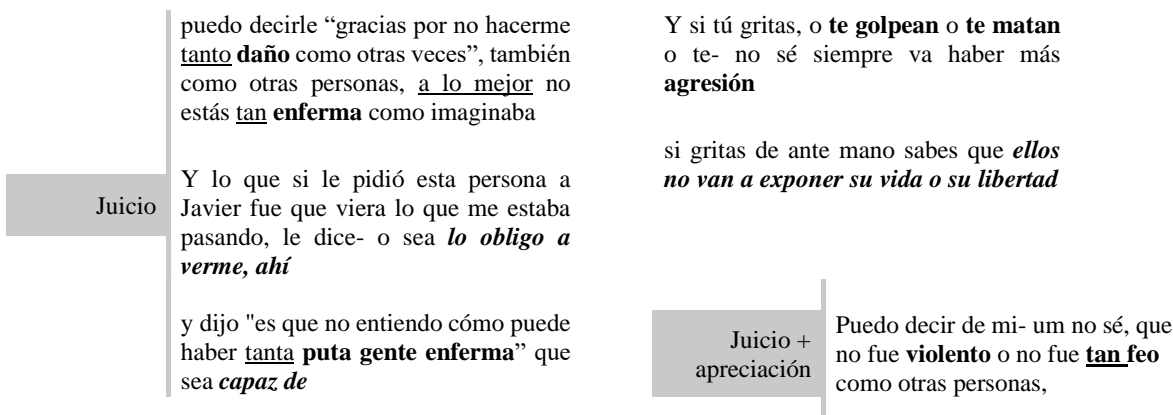 puedo decirle “gracias por no hacerme
tanto daño como otras veces”, también
como otras personas, a lo mejor no
estás tan enferma como imaginaba
Juicio
Y lo que si le pidió esta persona a
Javier fue que viera lo que me estaba
pasando, le dice- o sea lo obligo a
verme, ahí
y dijo "es que no entiendo cómo puede
haber tanta puta gente enferma” que
sea capaz de
Y si tú gritas, o te golpean o te matan
o te- no sé siempre va haber más
agresión
si gritas de ante mano sabes que ellos
no van a exponer su vida o su libertad
Juicio +
apreciación
Puedo decir de mi- um no sé, que
no fue violento o no fue tan feo
como otras personas,